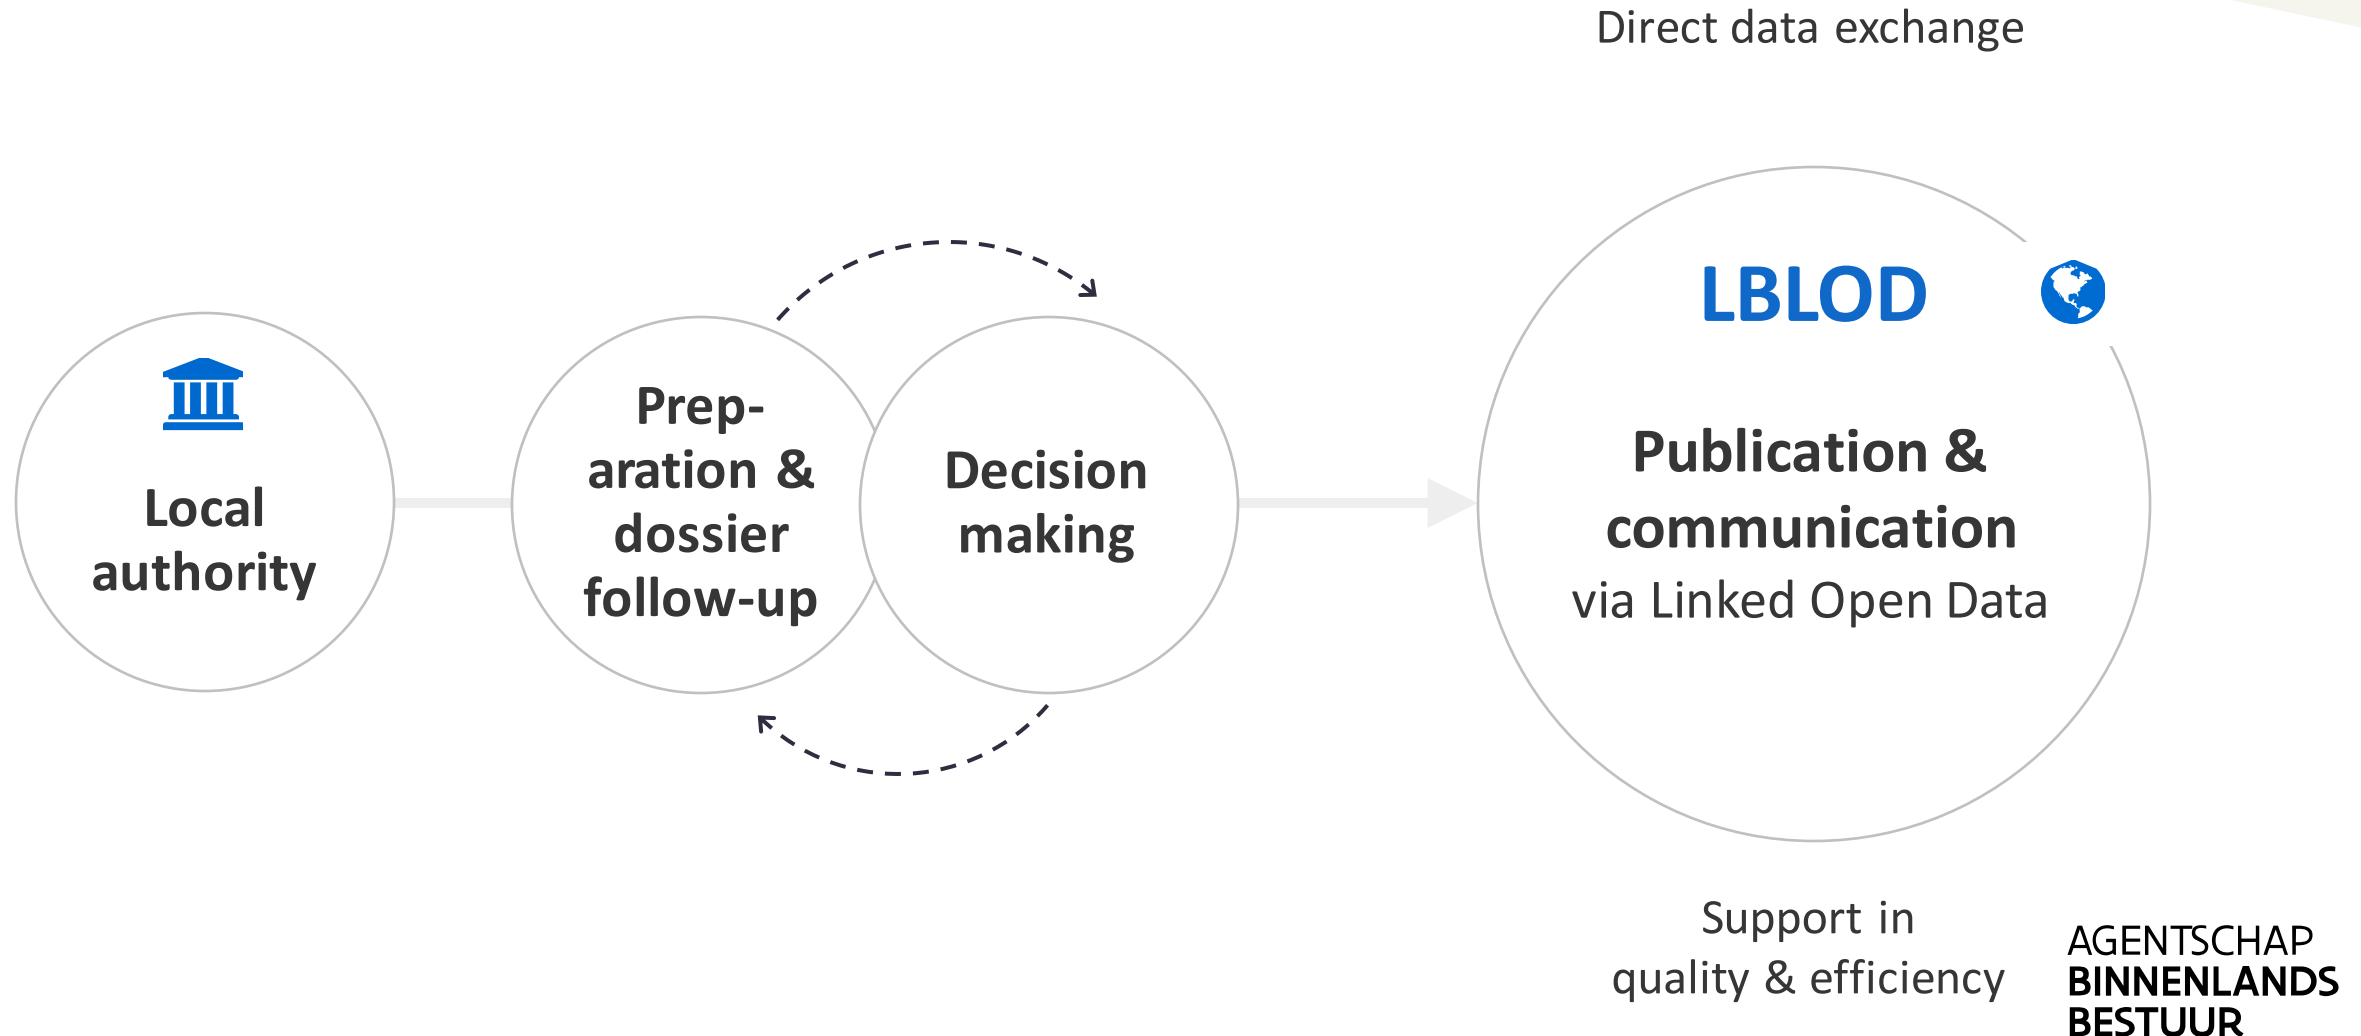 Direct data exchange
Local
authority
Prep-
aration &
dossier
follow-up
Decision
making
LBLOD
Publication &
communication
via Linked Open Data
Support in
quality & efficiency
AGENTSCHAP
BINNENLANDS
BESTUUR